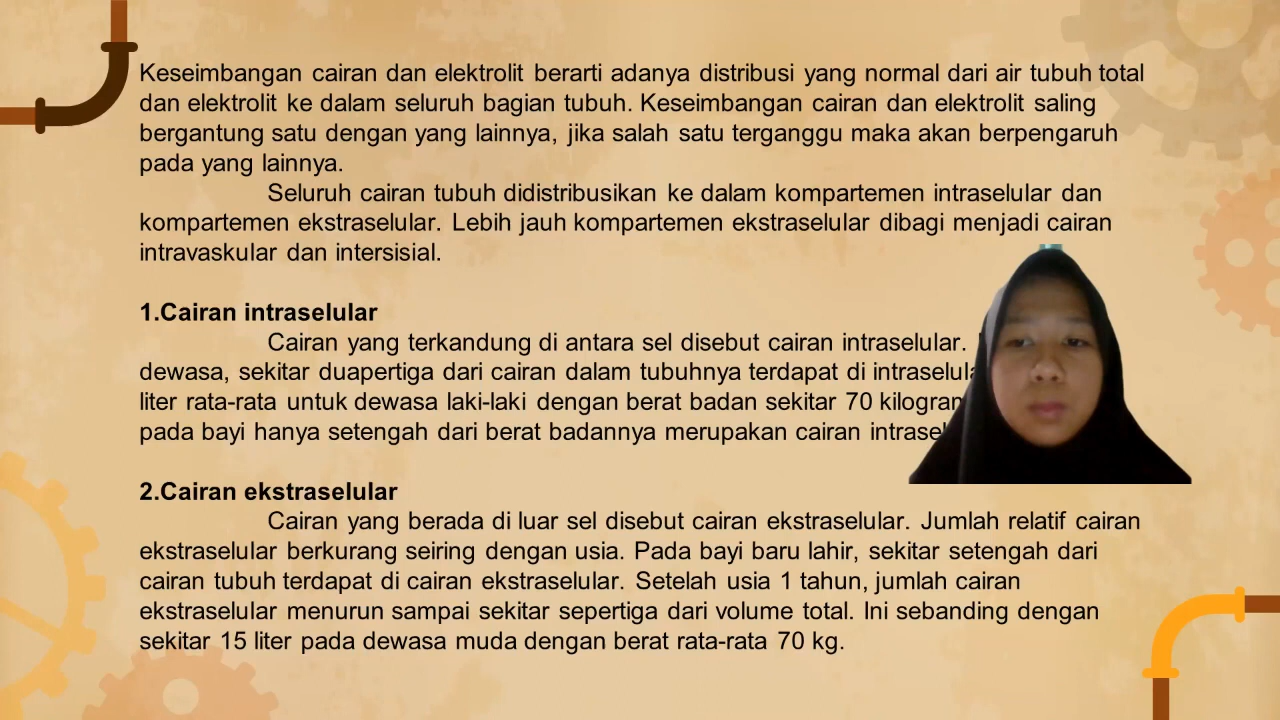 Keseimbangan cairan dan elektrolit berarti adanya distribusi yang normal dari air tubuh total
dan elektrolit ke dalam seluruh bagian tubuh. Keseimbangan cairan dan elektrolit saling
bergantung satu dengan yang lainnya, jika salah satu terganggu maka akan berpengaruh
pada yang lainnya.
Seluruh cairan tubuh didistribusikan ke dalam kompartemen intraselular dan
kompartemen ekstraselular. Lebih jauh kompartemen ekstraselular dibagi menjadi cairan
intravaskular dan intersisial.
1.Cairan intraselular
Cairan yang terkandung di antara sel disebut cairan intraselular.
dewasa, sekitar duapertiga dari cairan dalam tubuhnya terdapat di
liter rata-rata untuk dewasa laki-laki dengan berat badan sekitar 70
pada bayi hanya setengah dari berat badannya merupakan cairan
2.Cairan ekstraselular
Cairan yang berada di luar sel disebut cairan ekstraselular. Jumlah relatif cairan
ekstraselular berkurang seiring dengan usia. Pada bayi baru lahir, sekitar setengah dari
cairan tubuh terdapat di cairan ekstraselular. Setelah usia 1 tahun, jumlah cairan
ekstraselular menurun sampai sekitar sepertiga dari volume total. Ini sebanding dengan
sekitar 15 liter pada dewasa muda dengan berat rata-rata 70 kg.